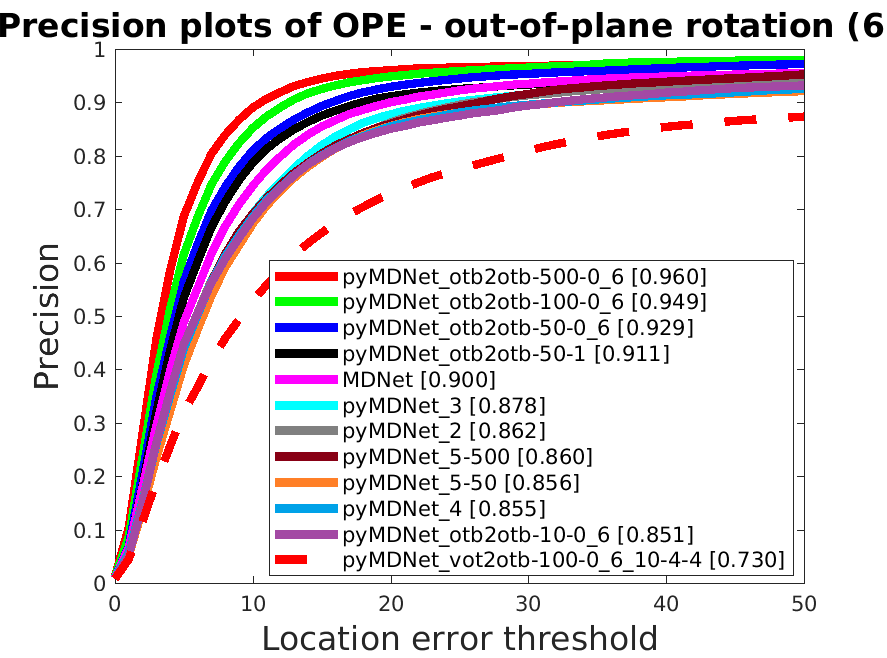 Precision plots of OPE - out-of-plane rotation (6
1
0.9
0.8
0.7
0.6
0.5
0.4
0.3
0.2
0.1
0
Precision
pyMDNet_otb2otb-500-0_6 [0.960]
pyMDNet_otb2otb-100-0_6 [0.949]
pyMDNet_otb2otb-50-0_6 [0.929]
pyMDNet_otb2otb-50-1 [0.911]
MDNet [0.900]
pyMDNet_3 [0.878]
pyMDNet_2 [0.862]
pyMDNet_5-500 [0.860]
pyMDNet_5-50 [0.856]
pyMDNet_4 [0.855]
pyMDNet_otb2otb-10-0_6 [0.851]
pyMDNet_vot2otb-100-0_6_10-4-4 [0.730]
0 10 20 30 40 50
Location error threshold